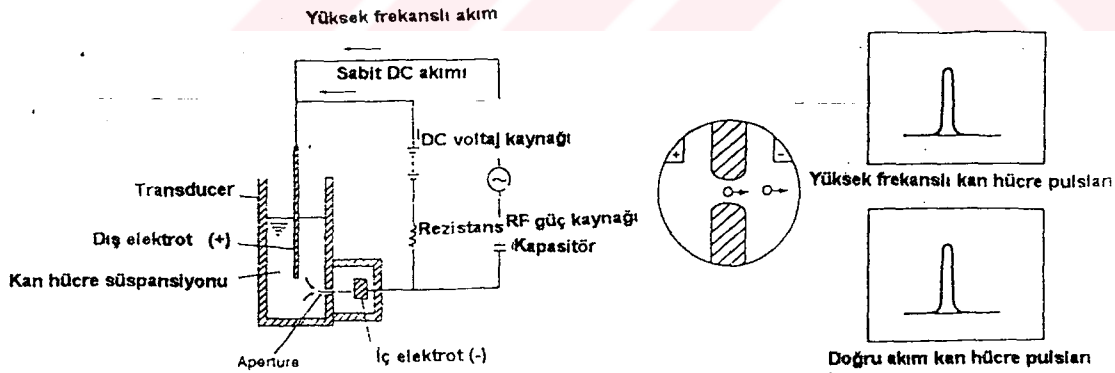 Yüksek frekanslı akım
Sabit DC akımı
DC voltaj kaynağı
Transducer
Rezistans
RF güç kaynağı
Kapasitör
Dış elektrot (+)
Kan hücre süspansiyonu
Apertura
İç elektrot (-)
+
-
Yüksek frekanslı kan hücre pulsları
Doğru akım kan hücre pulsları